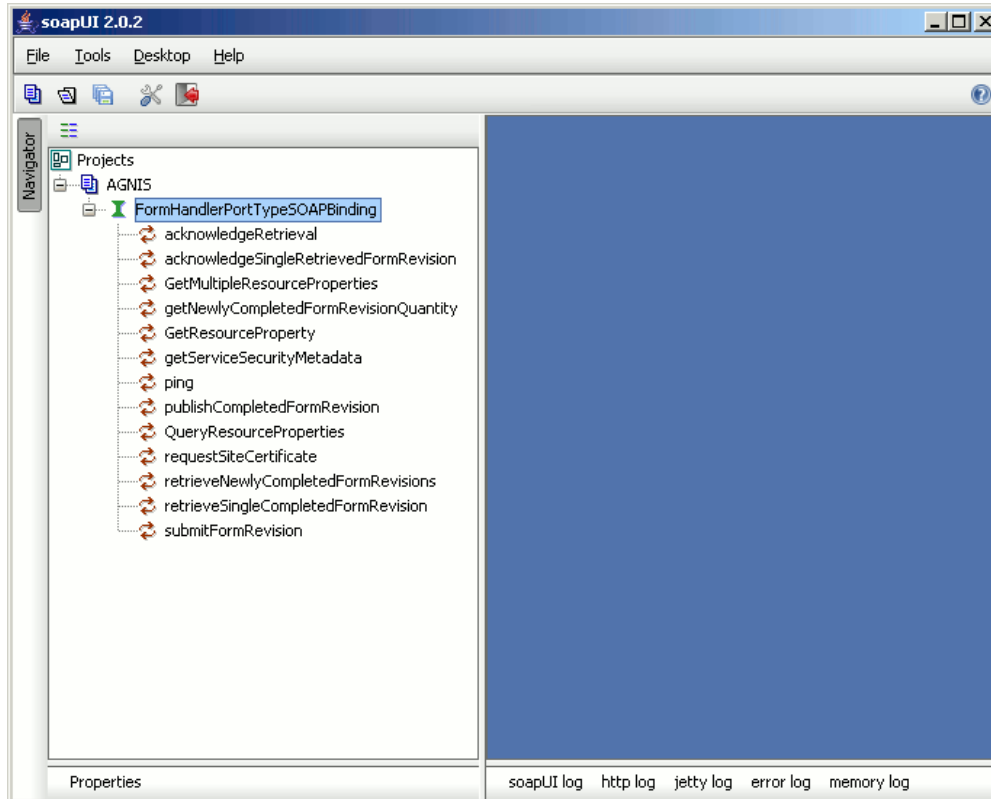 soapUI 2.0.2
File Tools Desktop Help
Navigator
Projects
AGNIS
FormHandlerPortTypeSOAPBinding
acknowledgeRetrieval
acknowledgeSingleRetrievedFormRevision
GetMultipleResourceProperties
getNewlyCompletedFormRevisionQuantity
GetResourceProperty
getServiceSecurityMetadata
ping
publishCompletedFormRevision
QueryResourceProperties
requestSiteCertificate
retrieveNewlyCompletedFormRevisions
retrieveSingleCompletedFormRevision
submitFormRevision
Properties
soapUI log http log jetty log error log memory log